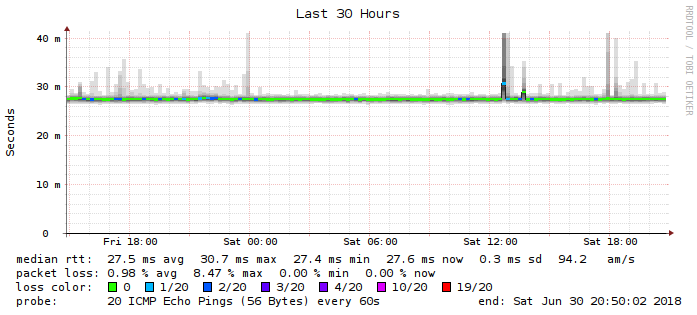 Last 30 Hours
RRDTOOL / TOBI OETIKER
Seconds
40 m
30 m
20 m
10 m
0
Fri 18:00 Sat 00:00 Sat 06:00 Sat 12:00 Sat 18:00
median rtt: 27.5 ms avg 30.7 ms max 27.4 ms min 27.6 ms now 0.3 ms sd 94.2 am/s
packet loss: 0.98 % avg 8.47 % max 0.00 % min 0.00 % now
loss color: 0 1/20 2/20 3/20 4/20 10/20 19/20
probe: 20 ICMP Echo Pings (56 Bytes) every 60s end: Sat Jun 30 20:50:02 2018